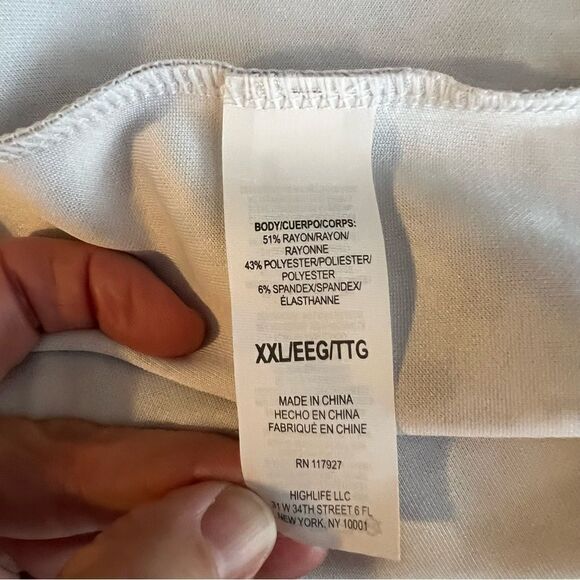 BODY/CUERPO/CORPS:
51% RAYON/RAYON/
RAYONNE
43% POLYESTER/POLIESTER/
POLYESTER
6% SPANDEX/SPANDEX/
ÉLASTHANNE
XXL/EEG/TTG
MADE IN CHINA
HECHO EN CHINA
FABRIQUÉ EN CHINE
RN 117927
HIGHLIFE LLC
W 34TH STREET 6 FL
NEW YORK, NY 10001